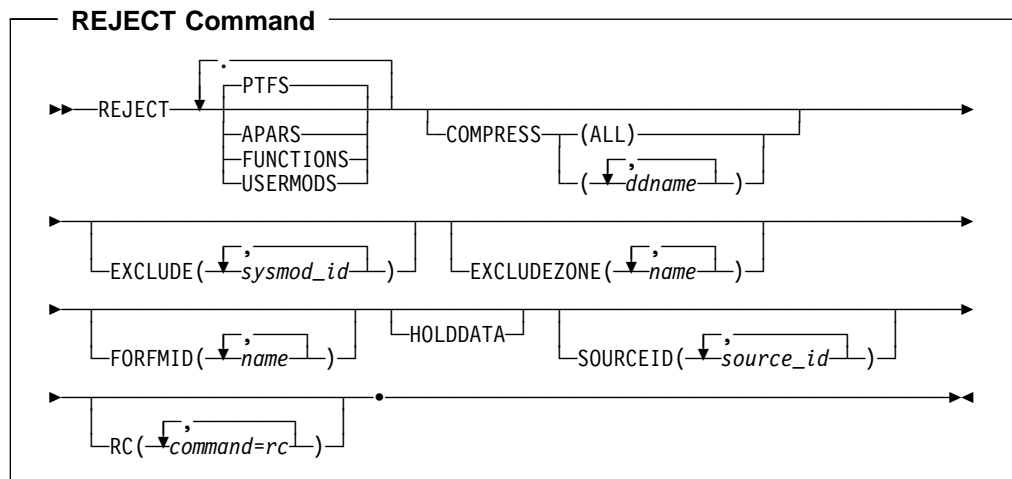 REJECT Command
.
PTFS
REJECT
APARS
FUNCTIONS
USERMODS
COMPRESS (ALL)
,
( ddname )
, ,
EXCLUDE( sysmod_id ) EXCLUDEZONE( name )
, ,
FORFMID( name ) HOLDDATA SOURCEID( source_id )
,
RC( command=rc )